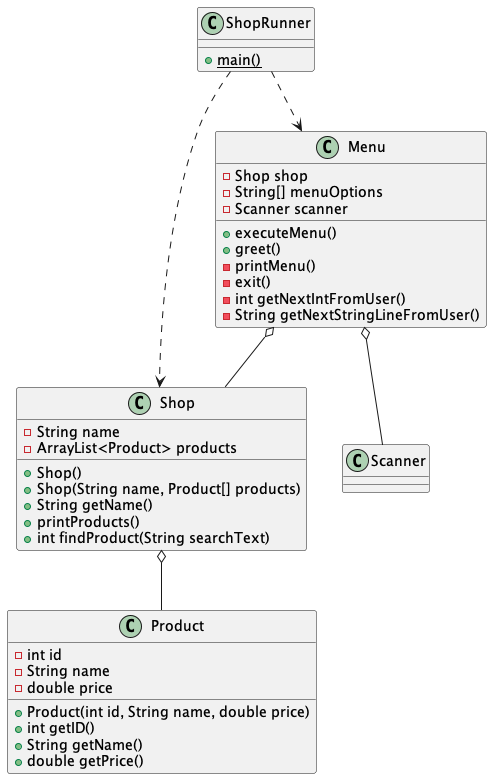 C ShopRunner
main()
C Menu
Shop shop
String[] menuOptions
Scanner scanner
executeMenu()
greet()
printMenu()
exit()
int getNextIntFromUser()
String getNextStringLineFromUser()
C Shop
String name
ArrayList<Product> products
Shop()
Shop(String name, Product[] products)
String getName()
printProducts()
int findProduct(String searchText)
C Scanner
C Product
int id
String name
double price
Product(int id, String name, double price)
int getID()
String getName()
double getPrice()